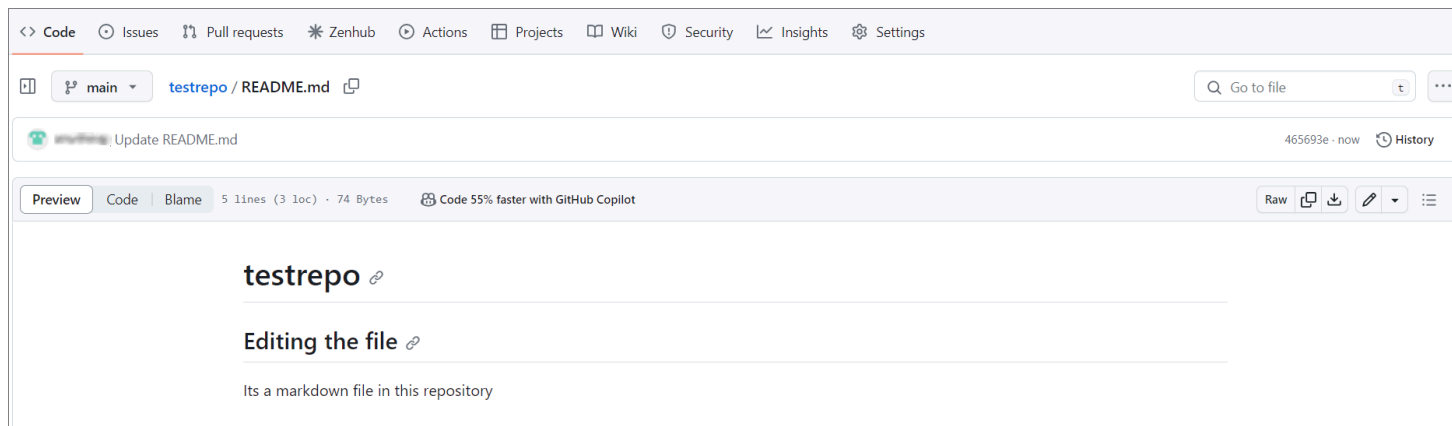 Code Issues Pull requests Zenhub Actions Projects Wiki Security Insights Settings
main testrepo / README.md Go to file t
Update README.md 465693e · now History
Preview Code Blame 5 lines (3 loc) · 74 Bytes Code 55% faster with GitHub Copilot Raw
testrepo
Editing the file
Its a markdown file in this repository